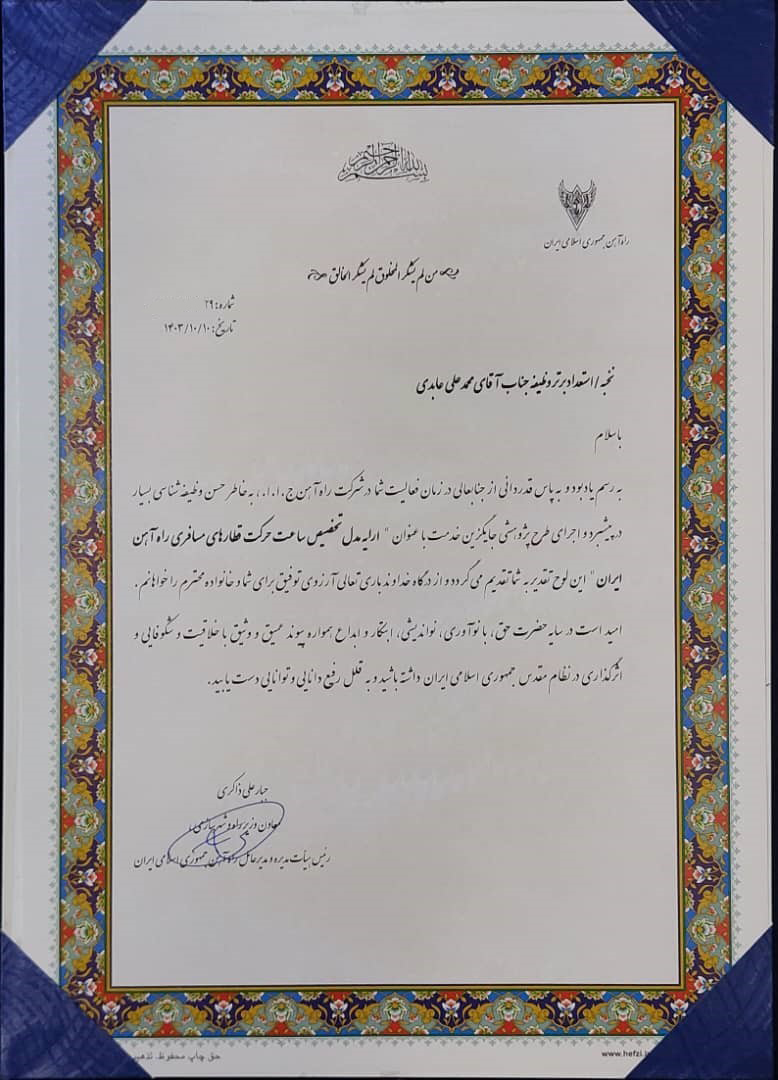 بسم الله الرحمن الرحیم
راه آهن جمهوری اسلامی ایران
من لم یشکر المخلوق لم یشکر الخالق
شماره: ۲۹
تاریخ: ۱۴۰۳/۱۰/۱۰
نخبه / استعداد برتر وظیفه جناب آقای محمد علی عابدی
باسلام
به رسم یادبود و به پاس قدردانی از جنابعالی در زمان فعالیت شما در شرکت راه آهن ج.ا.ا.، به خاطر حسن وظیفه شناسی بسیار
در پیشبرد و اجرای طرح پژوهشی جایگزین خدمت با عنوان " ارایه مدل تخصیص ساعت حرکت قطارهای مسافری راه آهن
ایران" این لوح تقدیر به شما تقدیم می گردد و از درگاه خداوند باری تعالی آرزوی توفیق برای شما و خانواده محترم را خواهانم.
امید است در سایه حضرت حق، با نوآوری، نواندیشی، ابتکار و ابداع همواره پیوند عمیق و وثیق با خلاقیت و شکوفایی و
اثرگذاری در نظام مقدس جمهوری اسلامی ایران داشته باشید و به قلل رفیع دانایی و توانایی دست یابید.
جبار علی ذاکری
معاون وزیر راه و شهرسازی
رئیس هیأت مدیره و مدیرعامل راه آهن جمهوری اسلامی ایران
حق چاپ محفوظ. تذهیب
www.hefzi.